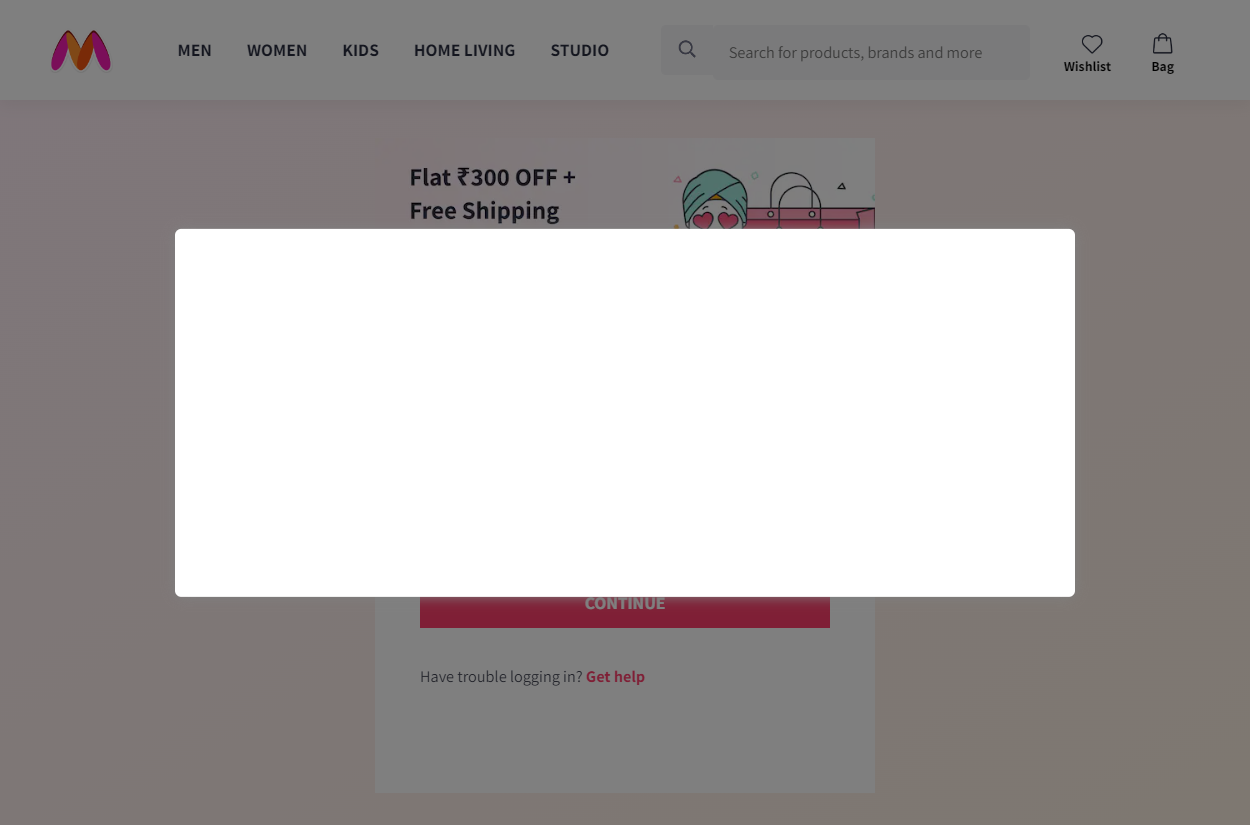 MEN WOMEN KIDS HOME LIVING STUDIO Search for products, brands and more Wishlist Bag
Flat ₹300 OFF +
Free Shipping
CONTINUE
Have trouble logging in? Get help